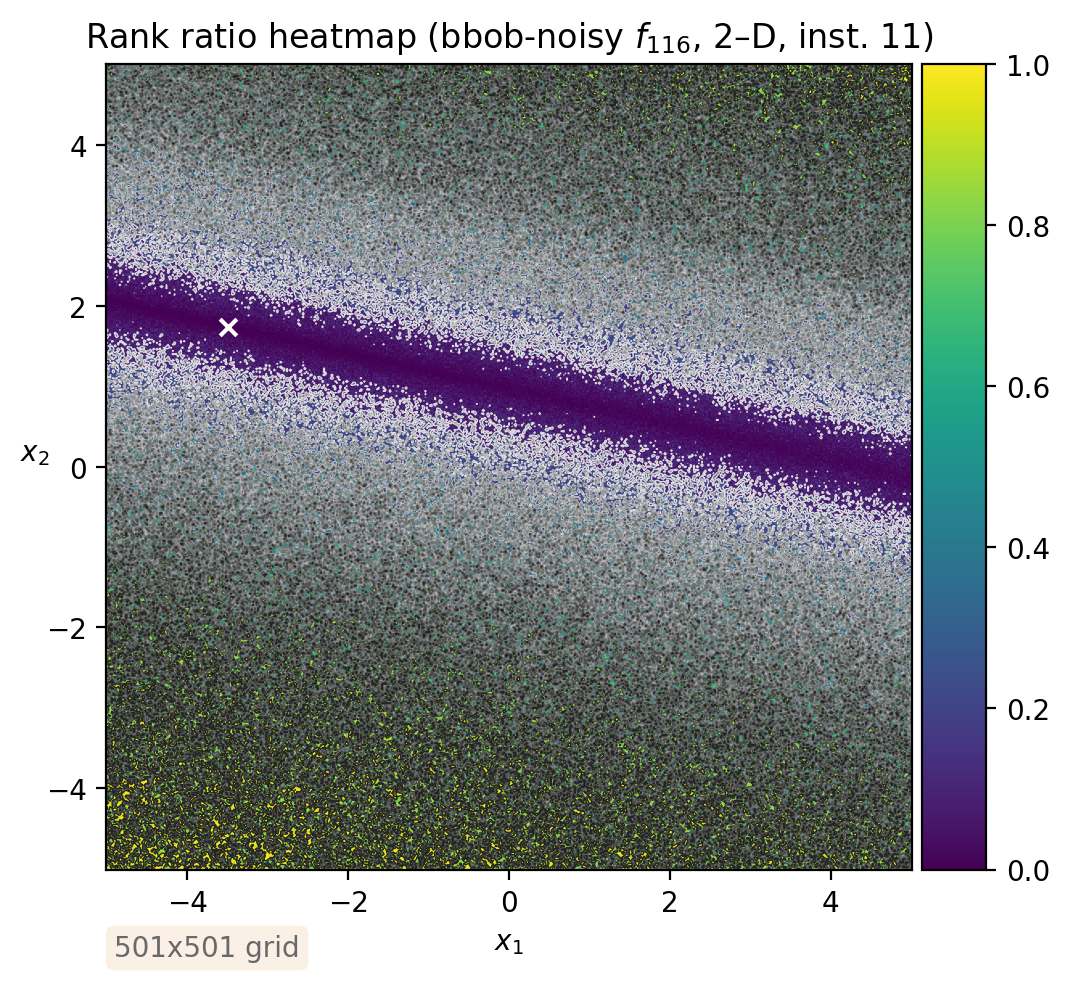 Rank ratio heatmap (bbob-noisy f₁₁₆, 2–D, inst. 11)
1.0
0.8
0.6
0.4
0.2
0.0
4
2
0
−2
−4
x₂
−4 −2 0 2 4
x₁
501x501 grid